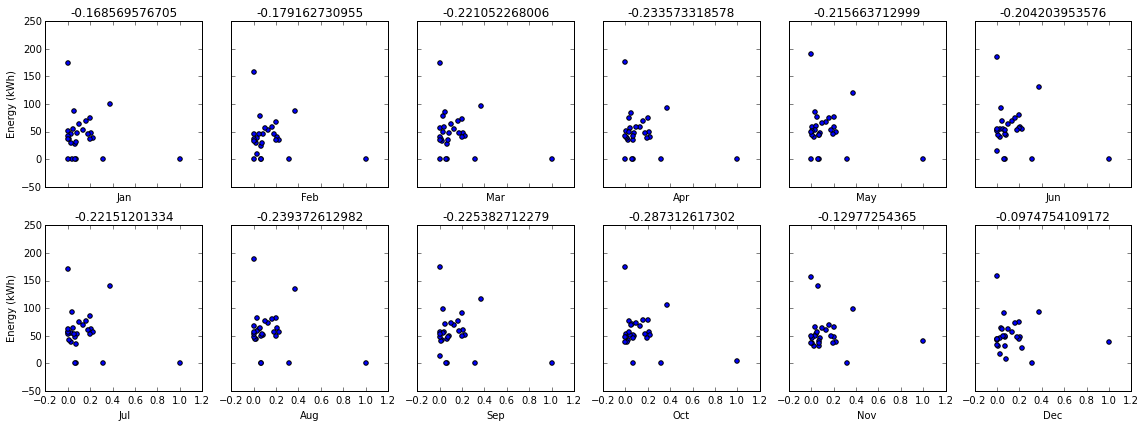 -0.168569576705 -0.179162730955 -0.221052268006 -0.233573318578 -0.215663712999 -0.204203953576
250
200
150
100
50
0
-50
Energy (kWh)
Jan Feb Mar Apr May Jun
-0.22151201334 -0.239372612982 -0.225382712279 -0.287312617302 -0.12977254365 -0.0974754109172
250
200
150
100
50
0
-50
Energy (kWh)
-0.2 0.0 0.2 0.4 0.6 0.8 1.0 1.2 -0.2 0.0 0.2 0.4 0.6 0.8 1.0 1.2 -0.2 0.0 0.2 0.4 0.6 0.8 1.0 1.2 -0.2 0.0 0.2 0.4 0.6 0.8 1.0 1.2 -0.2 0.0 0.2 0.4 0.6 0.8 1.0 1.2 -0.2 0.0 0.2 0.4 0.6 0.8 1.0 1.2
Jul Aug Sep Oct Nov Dec